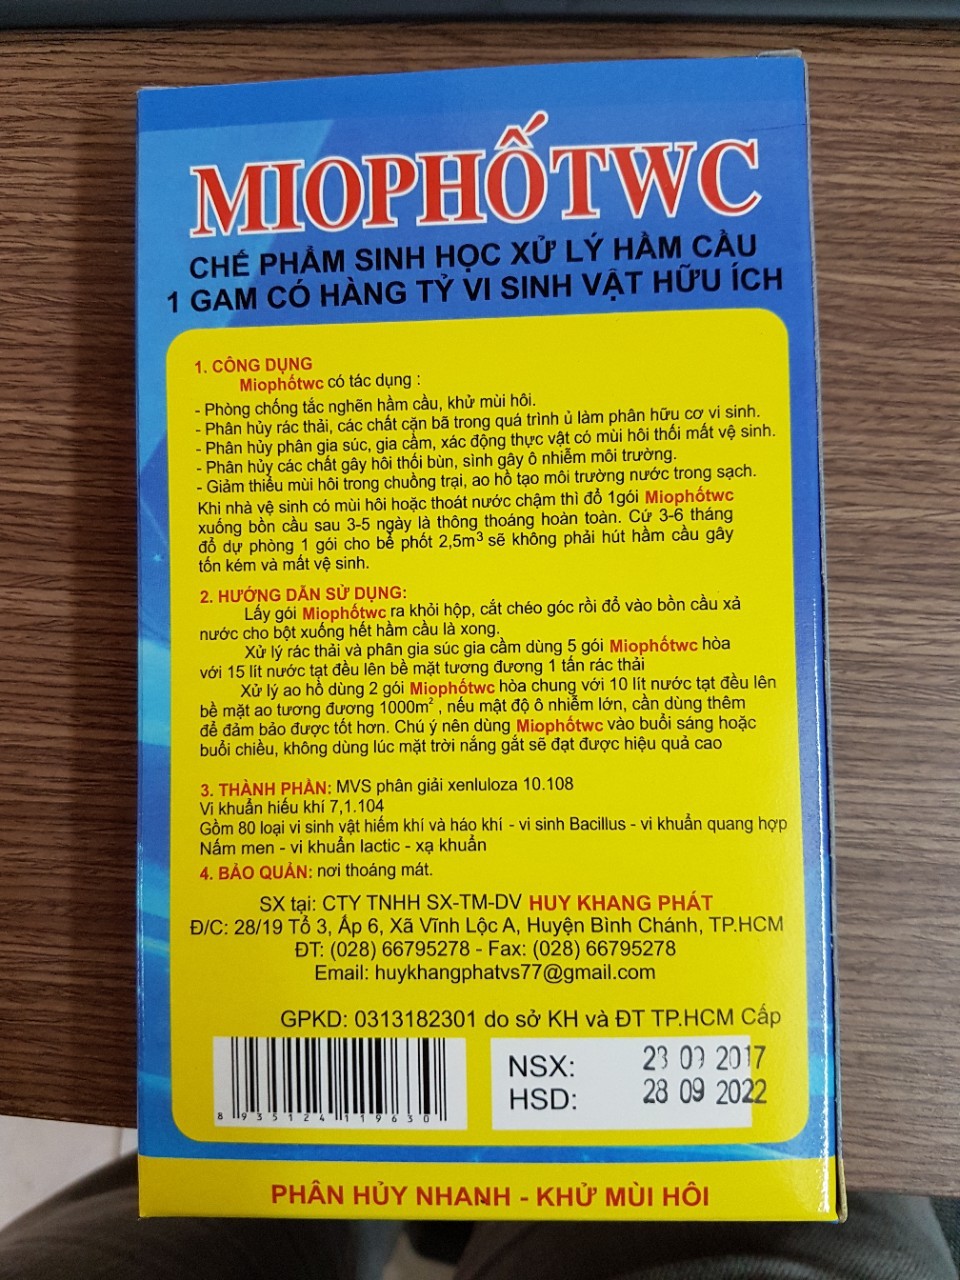 MIOPHỐTWC
CHẾ PHẨM SINH HỌC XỬ LÝ HẦM CẦU
1 GAM CÓ HÀNG TỶ VI SINH VẬT HỮU ÍCH
1. CÔNG DỤNG
Miophốtwc có tác dụng :
- Phòng chống tắc nghẽn hầm cầu, khử mùi hôi.
- Phân hủy rác thải, các chất cặn bã trong quá trình ủ làm phân hữu cơ vi sinh.
- Phân hủy phân gia súc, gia cầm, xác động thực vật có mùi hôi thối mất vệ sinh.
- Phân hủy các chất gây hôi thối bùn, sình gây ô nhiễm môi trường.
- Giảm thiểu mùi hôi trong chuồng trại, ao hồ tạo môi trường nước trong sạch.
Khi nhà vệ sinh có mùi hôi hoặc thoát nước chậm thì đổ 1gói Miophốtwc
xuống bồn cầu sau 3-5 ngày là thông thoáng hoàn toàn. Cứ 3-6 tháng
đổ dự phòng 1 gói cho bể phốt 2,5m³ sẽ không phải hút hầm cầu gây
tốn kém và mất vệ sinh.
2. HƯỚNG DẪN SỬ DỤNG:
Lấy gói Miophốtwc ra khỏi hộp, cắt chéo góc rồi đổ vào bồn cầu xả
nước cho bột xuống hết hầm cầu là xong.
Xử lý rác thải và phân gia súc gia cầm dùng 5 gói Miophốtwc hòa
với 15 lít nước tạt đều lên bề mặt tương đương 1 tấn rác thải
Xử lý ao hồ dùng 2 gói Miophốtwc hòa chung với 10 lít nước tạt đều lên
bề mặt ao tương đương 1000m² , nếu mật độ ô nhiễm lớn, cần dùng thêm
để đảm bảo được tốt hơn. Chú ý nên dùng Miophốtwc vào buổi sáng hoặc
buổi chiều, không dùng lúc mặt trời nắng gắt sẽ đạt được hiệu quả cao
3. THÀNH PHẦN: MVS phân giải xenluloza 10.108
Vi khuẩn hiếu khí 7,1.104
Gồm 80 loại vi sinh vật hiếm khí và háo khí - vi sinh Bacillus - vi khuẩn quang hợp
Nấm men - vi khuẩn lactic - xạ khuẩn
4. BẢO QUẢN: nơi thoáng mát.
SX tại: CTY TNHH SX-TM-DV HUY KHANG PHÁT
Đ/C: 28/19 Tổ 3, Ấp 6, Xã Vĩnh Lộc A, Huyện Bình Chánh, TP.HCM
ĐT: (028) 66795278 - Fax: (028) 66795278
Email: huykhangphatvs77@gmail.com
GPKD: 0313182301 do sở KH và ĐT TP.HCM Cấp
8 935124 119630
NSX: 23 09 2017
HSD: 28 09 2022
PHÂN HỦY NHANH - KHỬ MÙI HÔI